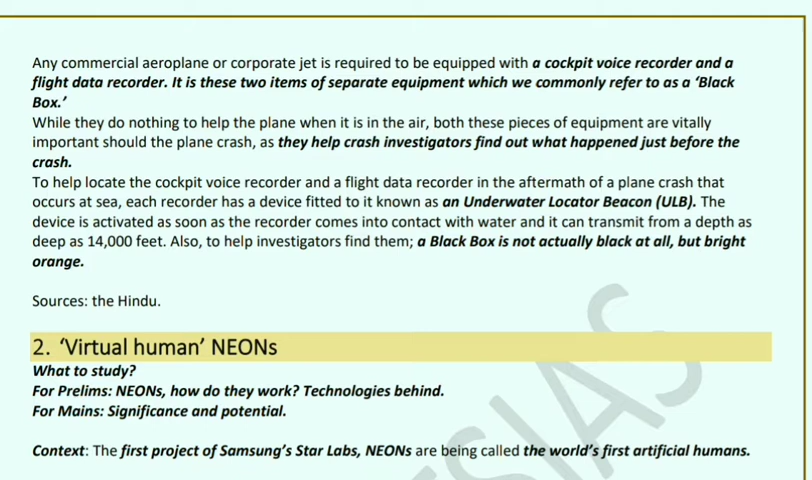 Any commercial aeroplane or corporate jet is required to be equipped with a cockpit voice recorder and a
flight data recorder. It is these two items of separate equipment which we commonly refer to as a ‘Black
Box.’
While they do nothing to help the plane when it is in the air, both these pieces of equipment are vitally
important should the plane crash, as they help crash investigators find out what happened just before the
crash.
To help locate the cockpit voice recorder and a flight data recorder in the aftermath of a plane crash that
occurs at sea, each recorder has a device fitted to it known as an Underwater Locator Beacon (ULB). The
device is activated as soon as the recorder comes into contact with water and it can transmit from a depth as
deep as 14,000 feet. Also, to help investigators find them; a Black Box is not actually black at all, but bright
orange.
Sources: the Hindu.
2. ‘Virtual human’ NEONs
What to study?
For Prelims: NEONs, how do they work? Technologies behind.
For Mains: Significance and potential.
Context: The first project of Samsung’s Star Labs, NEONs are being called the world’s first artificial humans.
SIAS